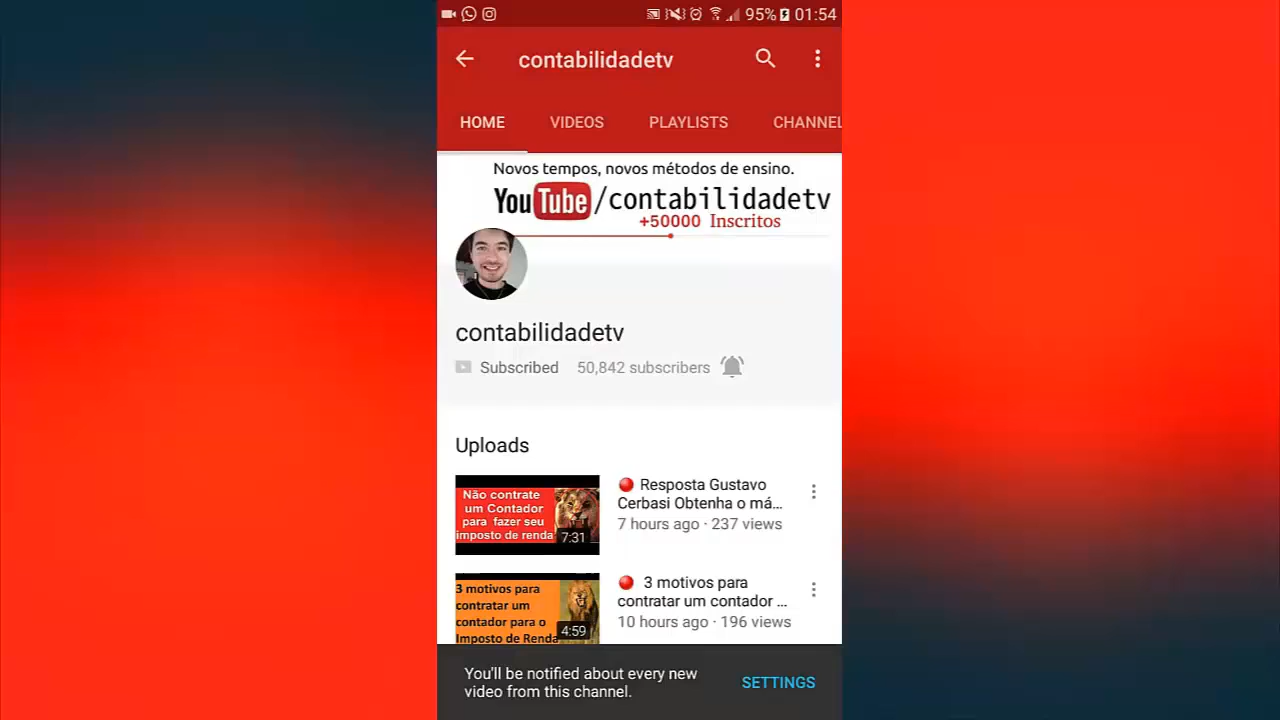 95% 01:54
contabilidadetv
HOME VIDEOS PLAYLISTS CHANNEL
Novos tempos, novos métodos de ensino.
YouTube/contabilidadetv
+50000 Inscritos
contabilidadetv
Subscribed 50,842 subscribers
Uploads
Não contrate
um Contador
para fazer seu
imposto de renda
7:31
🔴 Resposta Gustavo
Cerbasi Obtenha o má...
7 hours ago · 237 views
3 motivos para
contratar um
contador para o
Imposto de Renda
4:59
🔴 3 motivos para
contratar um contador ...
10 hours ago · 196 views
You'll be notified about every new
video from this channel.
SETTINGS